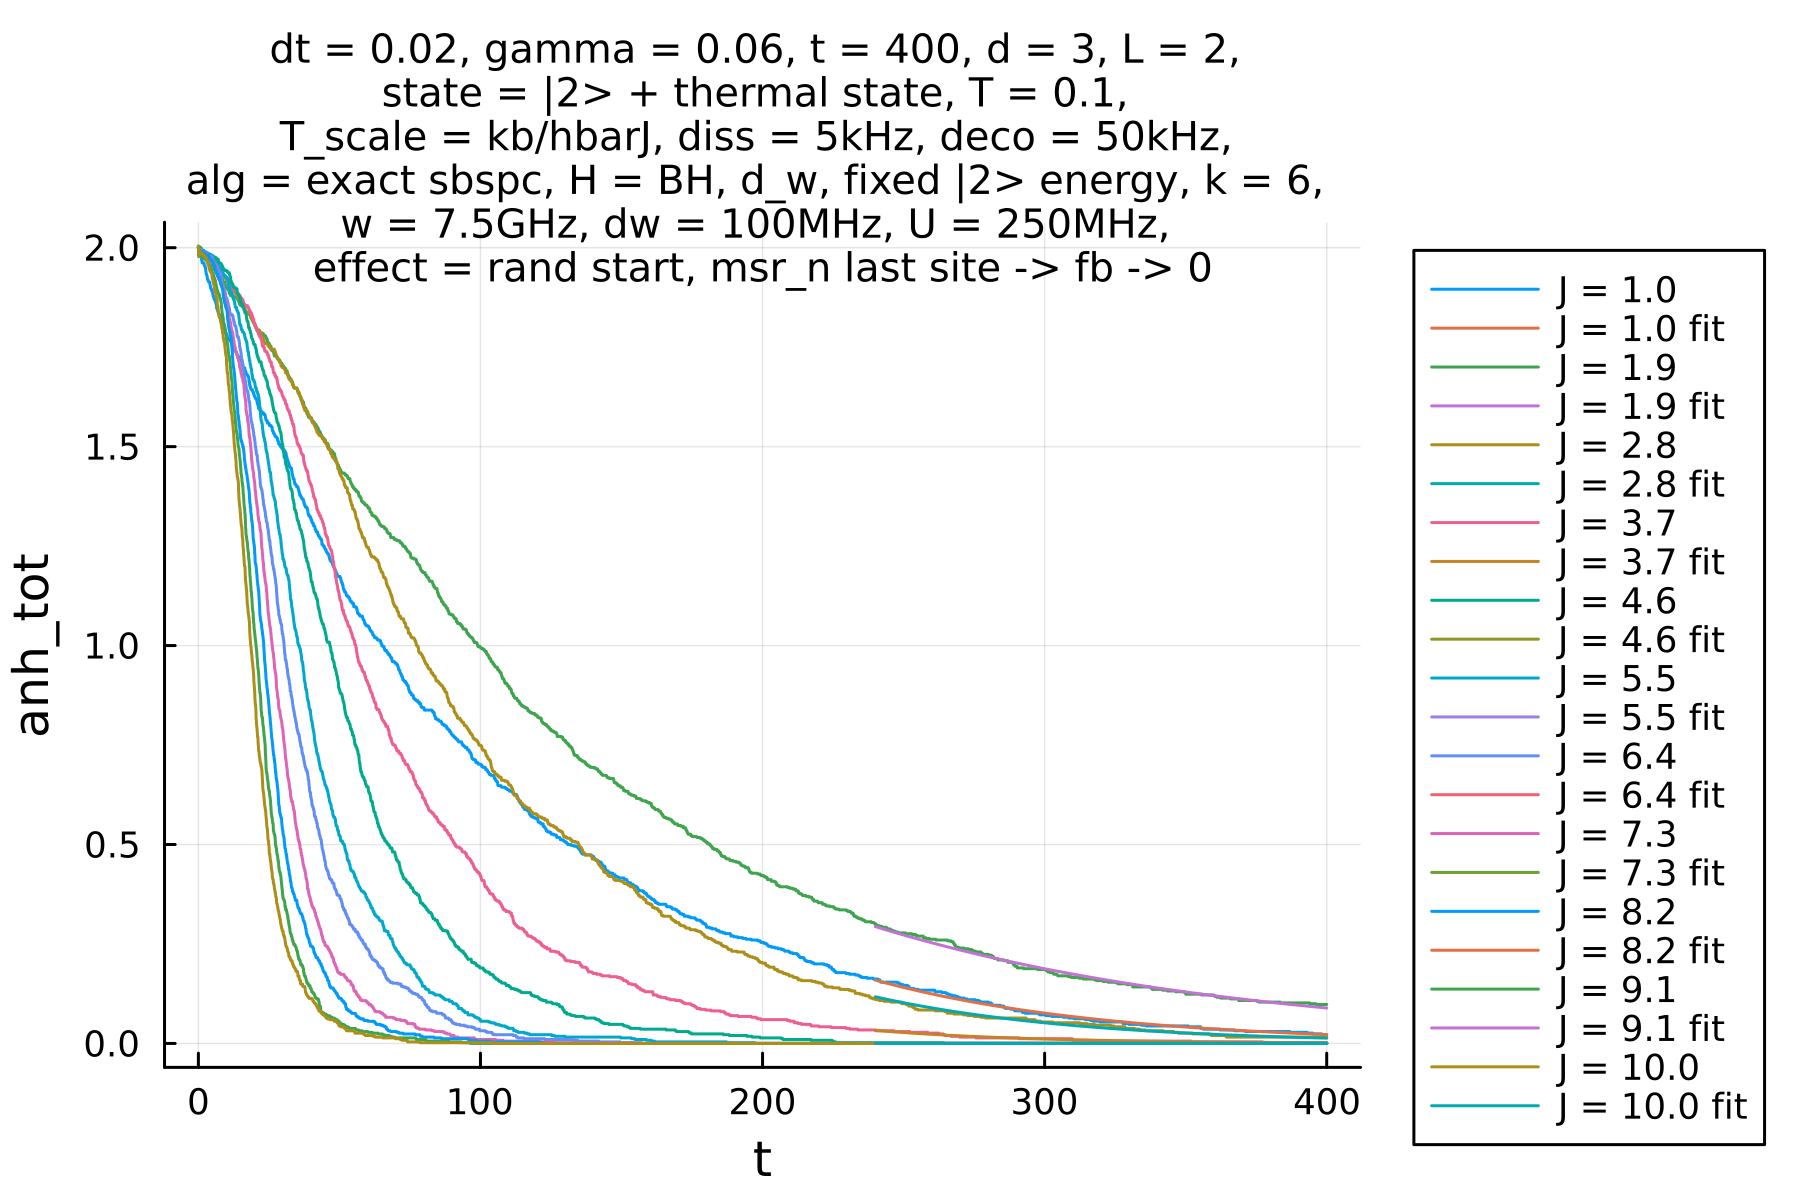 dt = 0.02, gamma = 0.06, t = 400, d = 3, L = 2,
state = |2> + thermal state, T = 0.1,
T_scale = kb/hbarJ, diss = 5kHz, deco = 50kHz,
alg = exact sbspc, H = BH, d_w, fixed |2> energy, k = 6,
w = 7.5GHz, dw = 100MHz, U = 250MHz,
effect = rand start, msr_n last site -> fb -> 0
anh_tot
2.0
1.5
1.0
0.5
0.0
0
100
200
300
400
t
J = 1.0
J = 1.0 fit
J = 1.9
J = 1.9 fit
J = 2.8
J = 2.8 fit
J = 3.7
J = 3.7 fit
J = 4.6
J = 4.6 fit
J = 5.5
J = 5.5 fit
J = 6.4
J = 6.4 fit
J = 7.3
J = 7.3 fit
J = 8.2
J = 8.2 fit
J = 9.1
J = 9.1 fit
J = 10.0
J = 10.0 fit